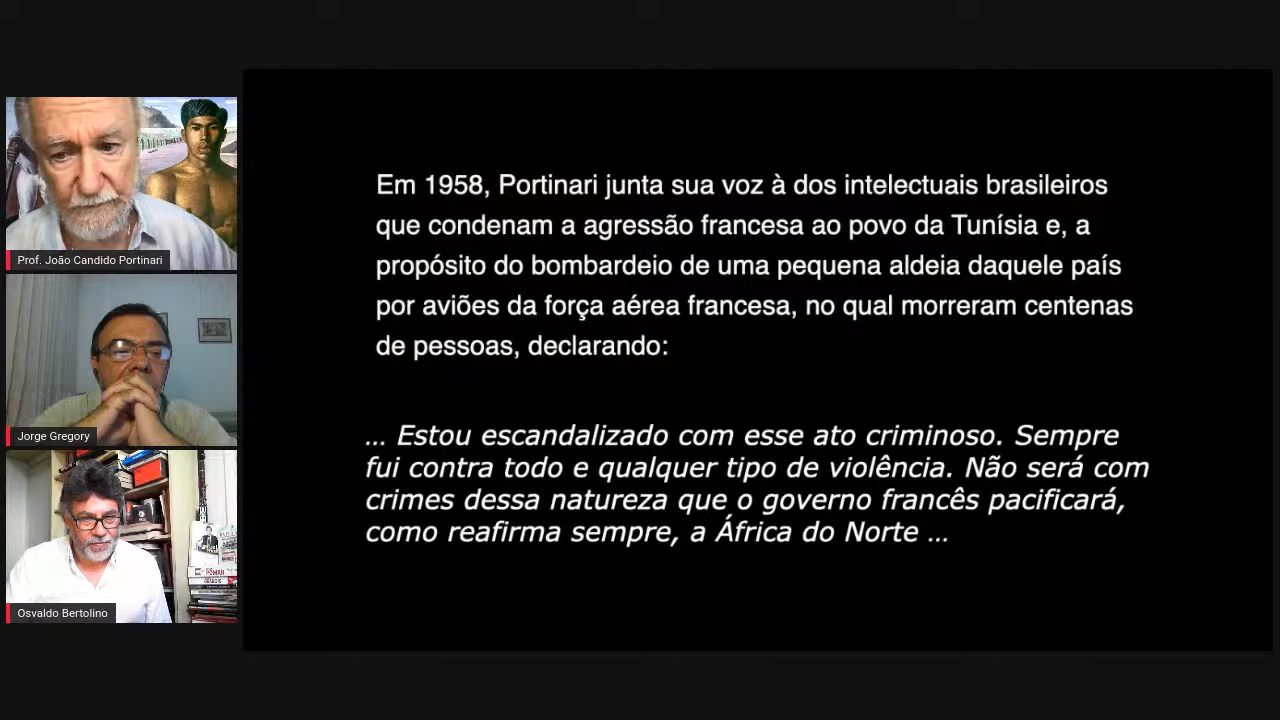 Prof. João Candido Portinari
Jorge Gregory
Osvaldo Bertolino
Em 1958, Portinari junta sua voz à dos intelectuais brasileiros
que condenam a agressão francesa ao povo da Tunísia e, a
propósito do bombardeio de uma pequena aldeia daquele país
por aviões da força aérea francesa, no qual morreram centenas
de pessoas, declarando:
... Estou escandalizado com esse ato criminoso. Sempre
fui contra todo e qualquer tipo de violência. Não será com
crimes dessa natureza que o governo francês pacificará,
como reafirma sempre, a África do Norte ...